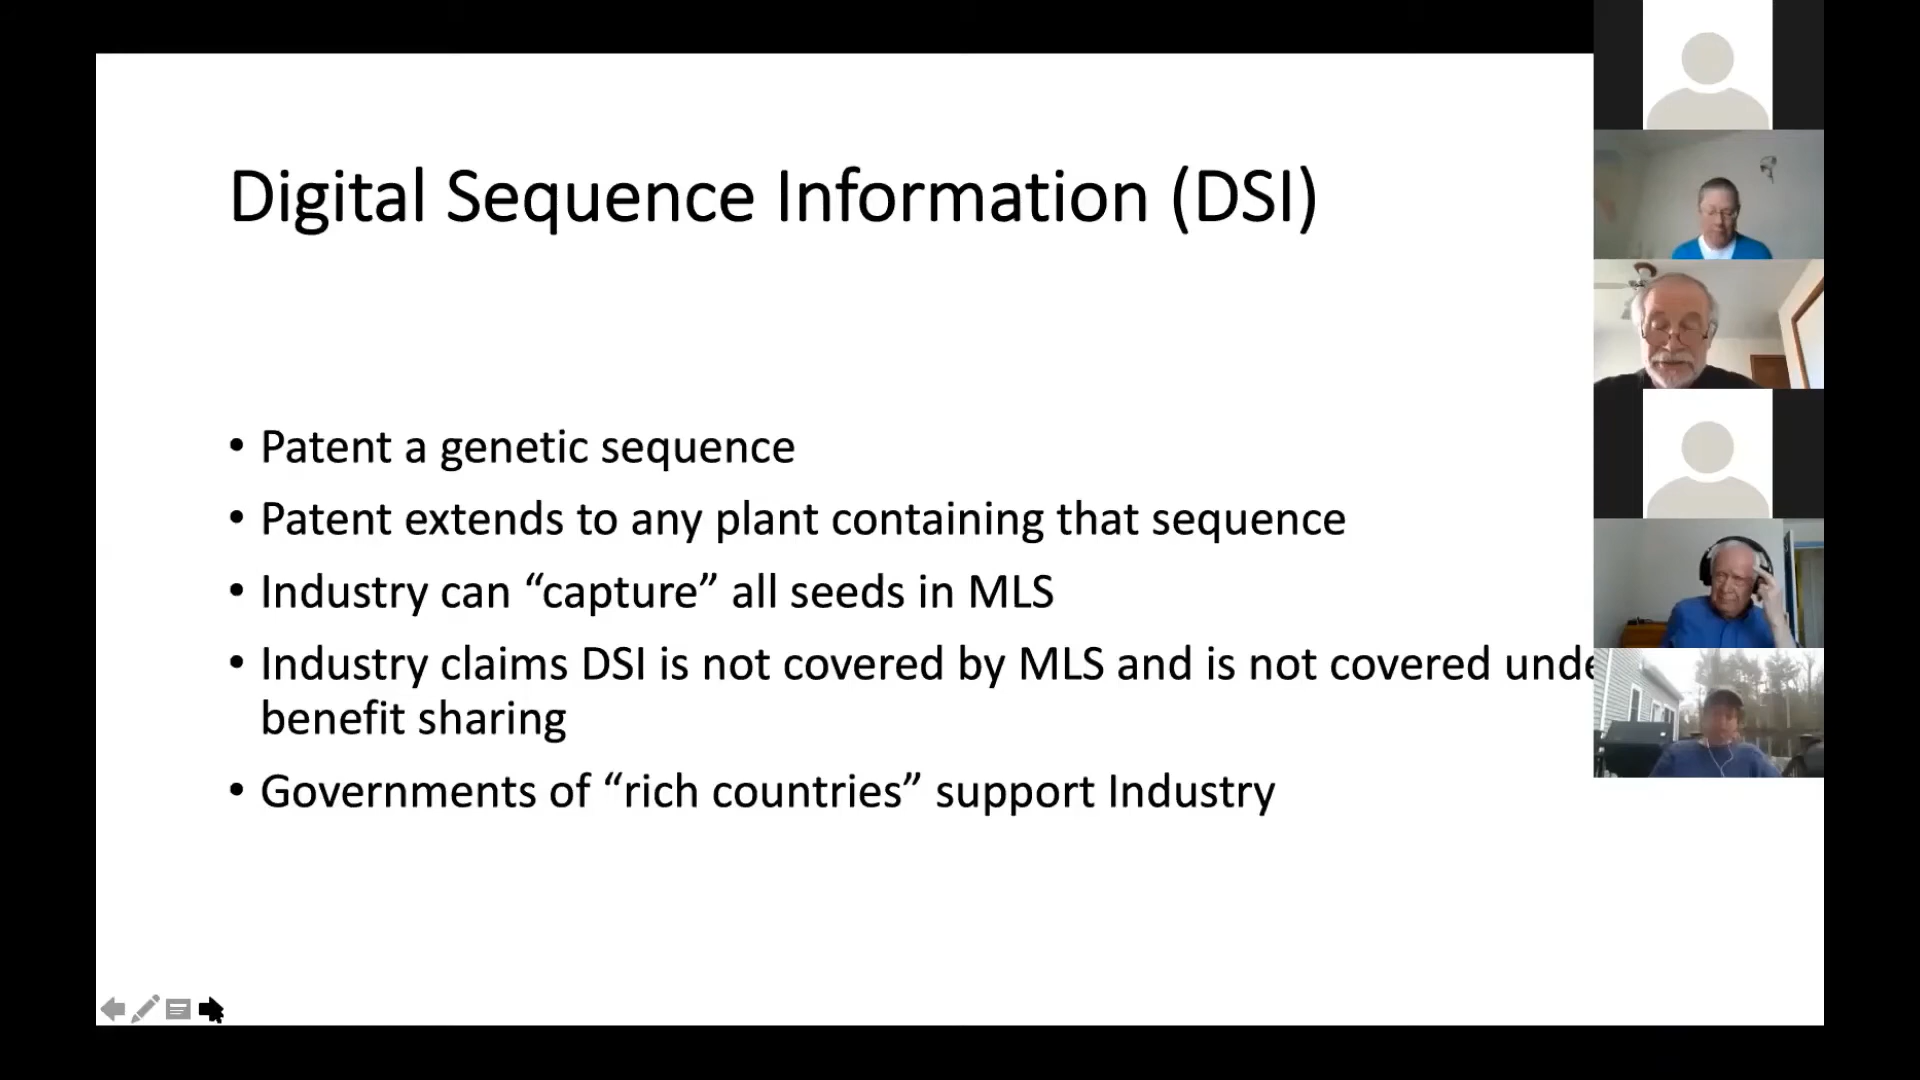 Digital Sequence Information (DSI)
• Patent a genetic sequence
• Patent extends to any plant containing that sequence
• Industry can “capture” all seeds in MLS
• Industry claims DSI is not covered by MLS and is not covered unde
benefit sharing
• Governments of “rich countries” support Industry